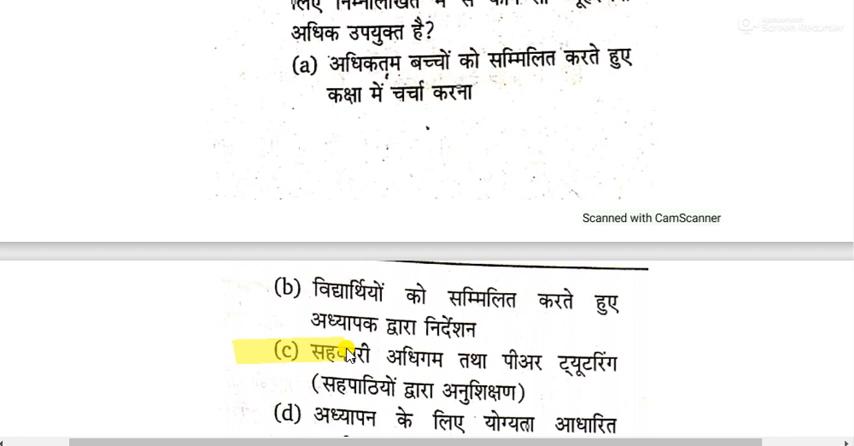 अधिक उपयुक्त है?
(a) अधिकतम बच्चों को सम्मिलित करते हुए
कक्षा में चर्चा करना
Scanned with CamScanner
(b) विद्यार्थियों को सम्मिलित करते हुए
अध्यापक द्वारा निर्देशन
(c) सहकारी अधिगम तथा पीअर ट्यूटरिंग
(सहपाठियों द्वारा अनुशिक्षण)
(d) अध्यापन के लिए योग्यता आधारित